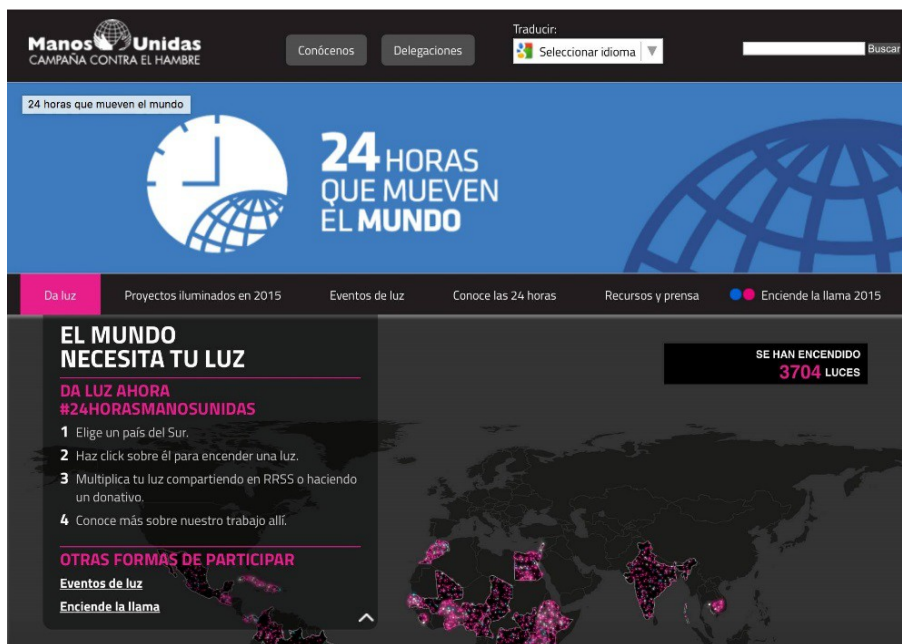 Manos Unidas
CAMPAÑA CONTRA EL HAMBRE
Conócenos
Delegaciones
Traducir:
Seleccionar idioma
Buscar
24 horas que mueven el mundo
24 HORAS
QUE MUEVEN
EL MUNDO
Da luz
Proyectos iluminados en 2015
Eventos de luz
Conoce las 24 horas
Recursos y prensa
Enciende la llama 2015
EL MUNDO
NECESITA TU LUZ
DA LUZ AHORA
#24HORASMANOSUNIDAS
1 Elige un país del Sur.
2 Haz click sobre él para encender una luz.
3 Multiplica tu luz compartiendo en RRSS o haciendo
un donativo.
4 Conoce más sobre nuestro trabajo allí.
OTRAS FORMAS DE PARTICIPAR
Eventos de luz
Enciende la llama
SE HAN ENCENDIDO
3704 LUCES